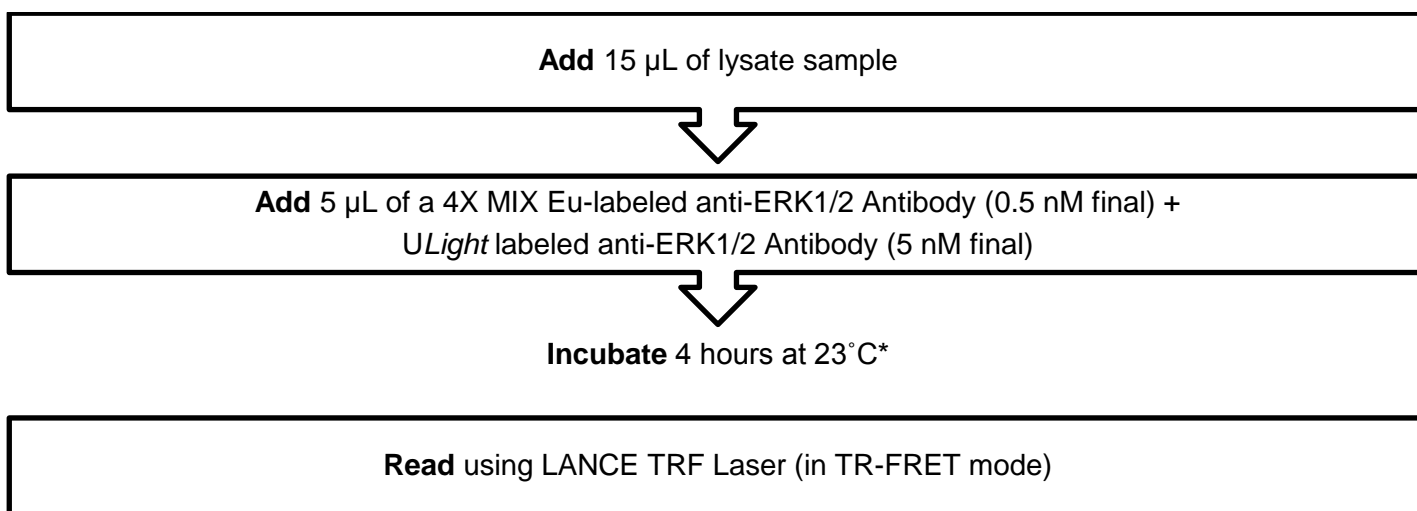 Add 15 µL of lysate sample
Add 5 µL of a 4X MIX Eu-labeled anti-ERK1/2 Antibody (0.5 nM final) +
ULight labeled anti-ERK1/2 Antibody (5 nM final)
Incubate 4 hours at 23˚C*
Read using LANCE TRF Laser (in TR-FRET mode)